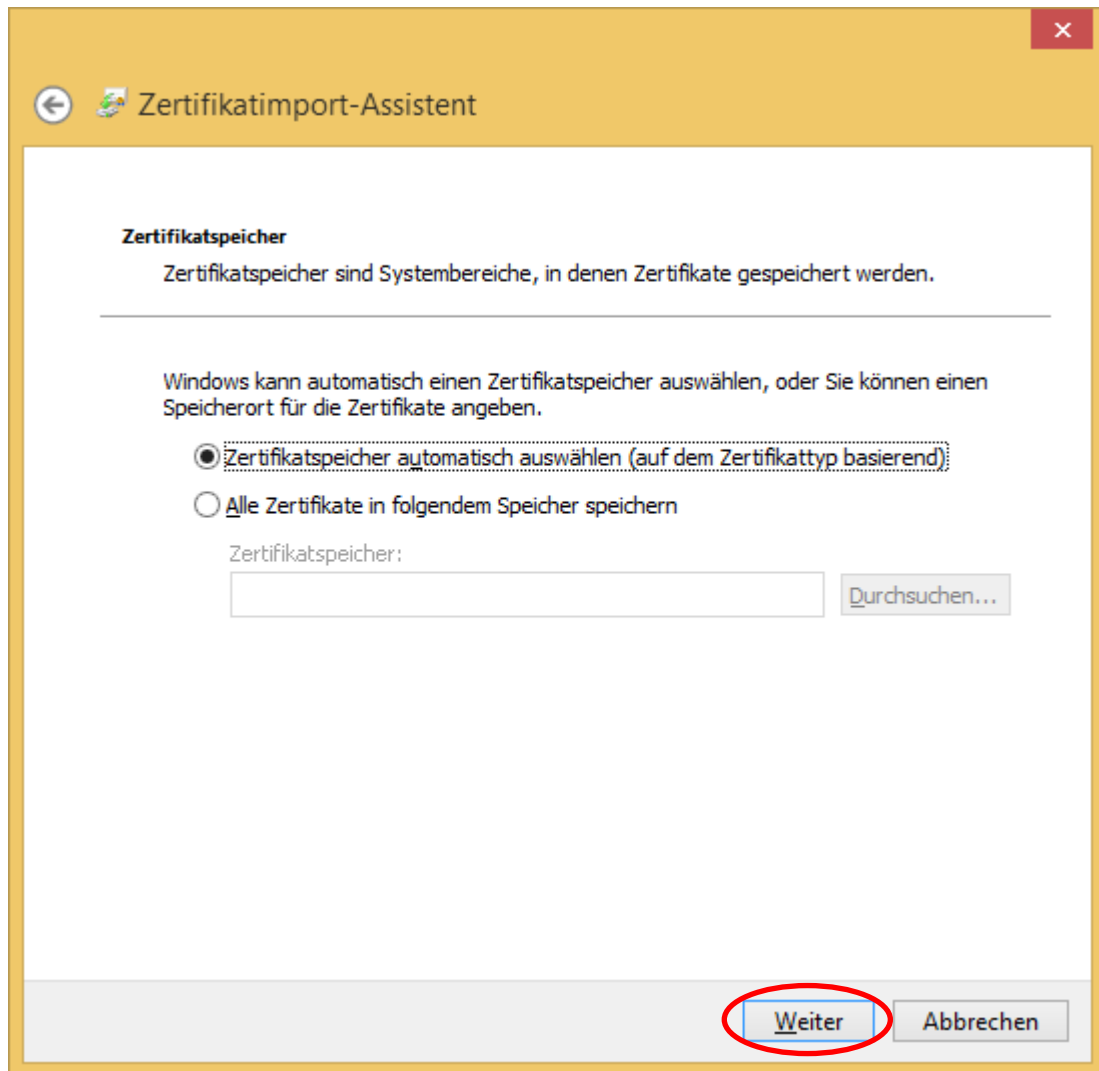 Zertifikatimport-Assistent
Zertifikatspeicher
Zertifikatspeicher sind Systembereiche, in denen Zertifikate gespeichert werden.
Windows kann automatisch einen Zertifikatspeicher auswählen, oder Sie können einen
Speicherort für die Zertifikate angeben.
Zertifikatspeicher automatisch auswählen (auf dem Zertifikattyp basierend)
Alle Zertifikate in folgendem Speicher speichern
Zertifikatspeicher:
Durchsuchen...
Weiter Abbrechen